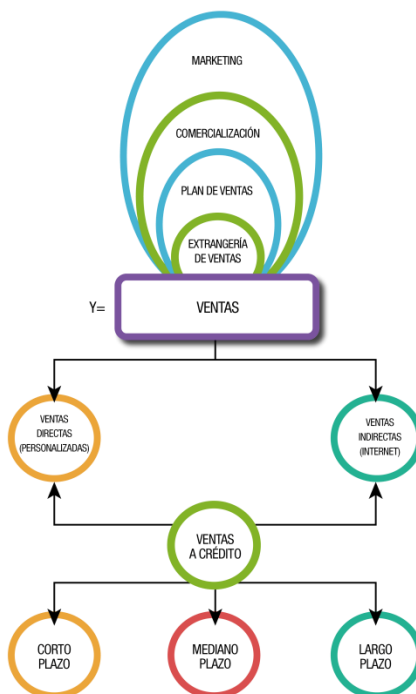 MARKETING
COMERCIALIZACIÓN
PLAN DE VENTAS
EXTRANGERÍA
DE VENTAS
Y=
VENTAS
VENTAS
DIRECTAS
(PERSONALIZADAS)
VENTAS
INDIRECTAS
(INTERNET)
VENTAS
A CRÉDITO
CORTO
PLAZO
MEDIANO
PLAZO
LARGO
PLAZO